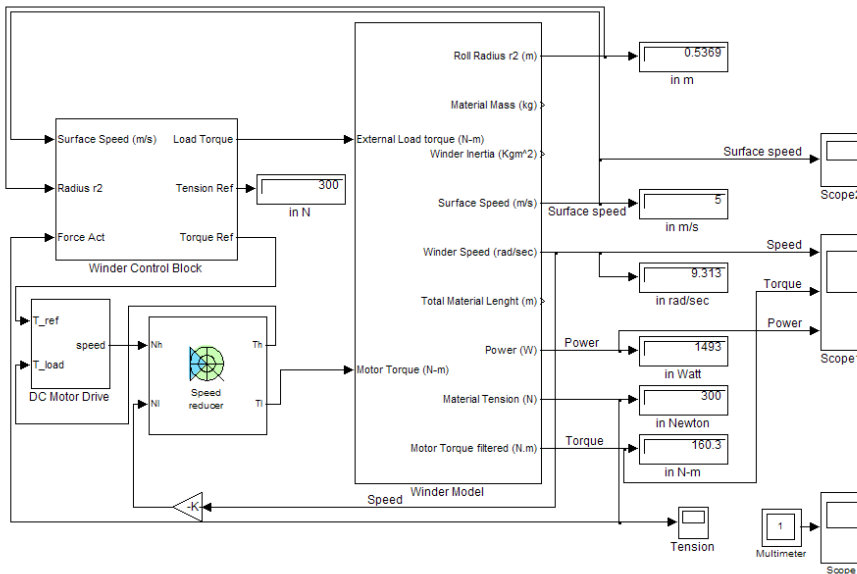 Roll Radius r2 (m)
0.5369
in m
Material Mass (kg)
Surface Speed (m/s)
Load Torque
External Load torque (N-m)
Winder Inertia (Kgm^2)
Surface speed
Scope2
Radius r2
Tension Ref
300
in N
Surface Speed (m/s)
Surface speed
5
in m/s
Force Act
Torque Ref
Winder Control Block
Winder Speed (rad/sec)
Speed
9.313
in rad/sec
Torque
Total Material Lenght (m)
T_ref
speed
T_load
DC Motor Drive
Nh
Th
Speed
reducer
Nl
Tl
Power (W)
Power
Power
1493
in Watt
Scope1
Motor Torque (N-m)
Material Tension (N)
300
in Newton
Motor Torque filtered (N.m)
Torque
160.3
in N-m
Winder Model
-K
Speed
Tension
1
Multimeter
Scope